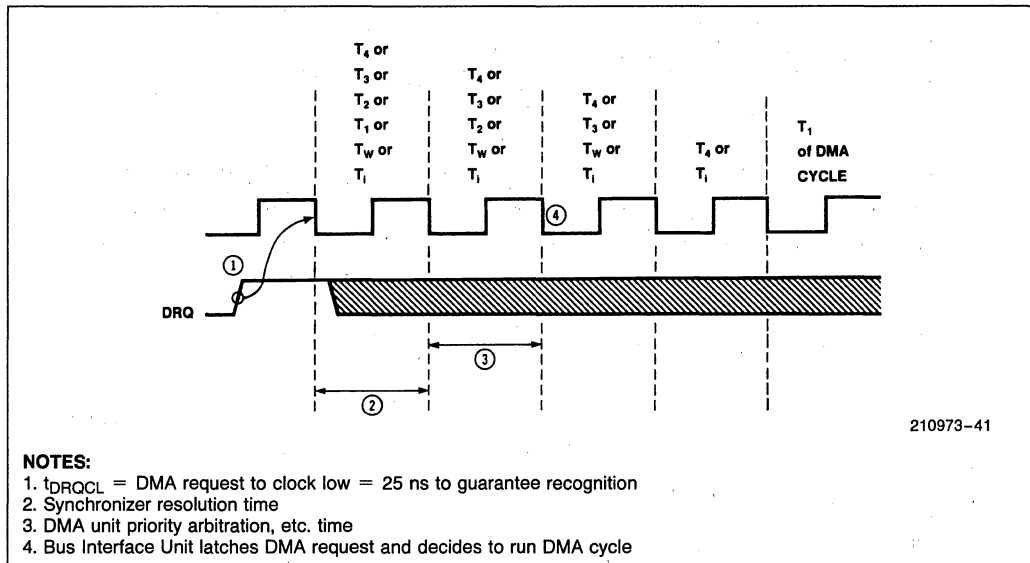 T4 or
T3 or
T2 or
T1 or
TW or
Ti
T4 or
T3 or
T2 or
TW or
Ti
T4 or
T3 or
TW or
Ti
T4 or
Ti
T1
of DMA
CYCLE
4
1
DRQ
3
2
210973-41
NOTES:
1. tDRQCL = DMA request to clock low = 25 ns to guarantee recognition
2. Synchronizer resolution time
3. DMA unit priority arbitration, etc. time
4. Bus Interface Unit latches DMA request and decides to run DMA cycle